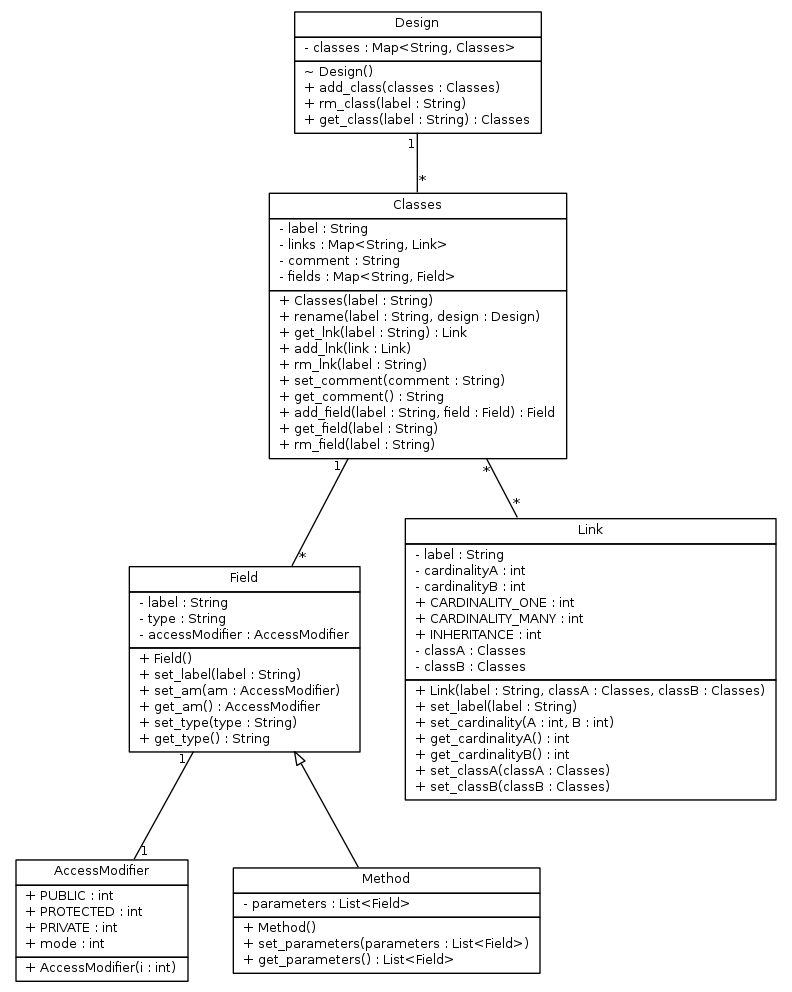 Design
- classes : Map<String, Classes>
~ Design()
+ add_class(classes : Classes)
+ rm_class(label : String)
+ get_class(label : String) : Classes
1
*
Classes
- label : String
- links : Map<String, Link>
- comment : String
- fields : Map<String, Field>
+ Classes(label : String)
+ rename(label : String, design : Design)
+ get_lnk(label : String) : Link
+ add_lnk(link : Link)
+ rm_lnk(label : String)
+ set_comment(comment : String)
+ get_comment() : String
+ add_field(label : String, field : Field) : Field
+ get_field(label : String)
+ rm_field(label : String)
1
*
*
*
Field
- label : String
- type : String
- accessModifier : AccessModifier
+ Field()
+ set_label(label : String)
+ set_am(am : AccessModifier)
+ get_am() : AccessModifier
+ set_type(type : String)
+ get_type() : String
Link
- label : String
- cardinalityA : int
- cardinalityB : int
+ CARDINALITY_ONE : int
+ CARDINALITY_MANY : int
+ INHERITANCE : int
- classA : Classes
- classB : Classes
+ Link(label : String, classA : Classes, classB : Classes)
+ set_label(label : String)
+ set_cardinality(A : int, B : int)
+ get_cardinalityA() : int
+ get_cardinalityB() : int
+ set_classA(classA : Classes)
+ set_classB(classB : Classes)
1
1
AccessModifier
+ PUBLIC : int
+ PROTECTED : int
+ PRIVATE : int
+ mode : int
+ AccessModifier(i : int)
Method
- parameters : List<Field>
+ Method()
+ set_parameters(parameters : List<Field>)
+ get_parameters() : List<Field>